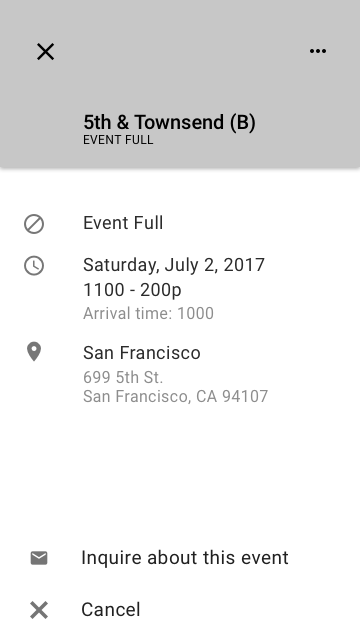 5th & Townsend (B)
EVENT FULL
Event Full
Saturday, July 2, 2017
1100 - 200p
Arrival time: 1000
San Francisco
699 5th St.
San Francisco, CA 94107
Inquire about this event
Cancel